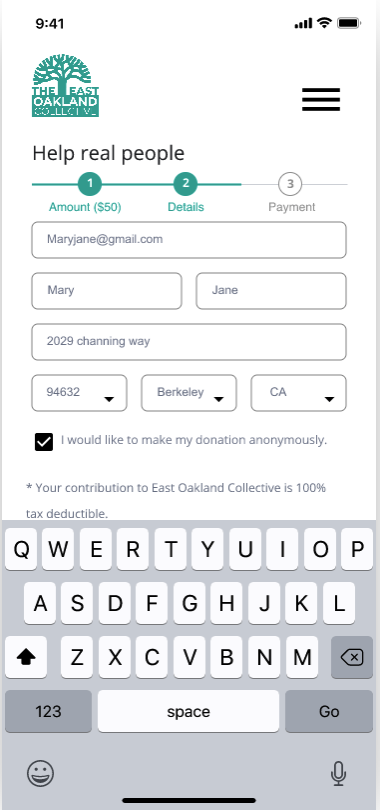 9:41
THE EAST
OAKLAND
COLLECTIVE
Help real people
1 2 3
Amount ($50) Details Payment
Maryjane@gmail.com
Mary Jane
2029 channing way
94632 Berkeley CA
I would like to make my donation anonymously.
* Your contribution to East Oakland Collective is 100%
tax deductible.
Q W E R T Y U I O P
A S D F G H J K L
Z X C V B N M
123 space Go